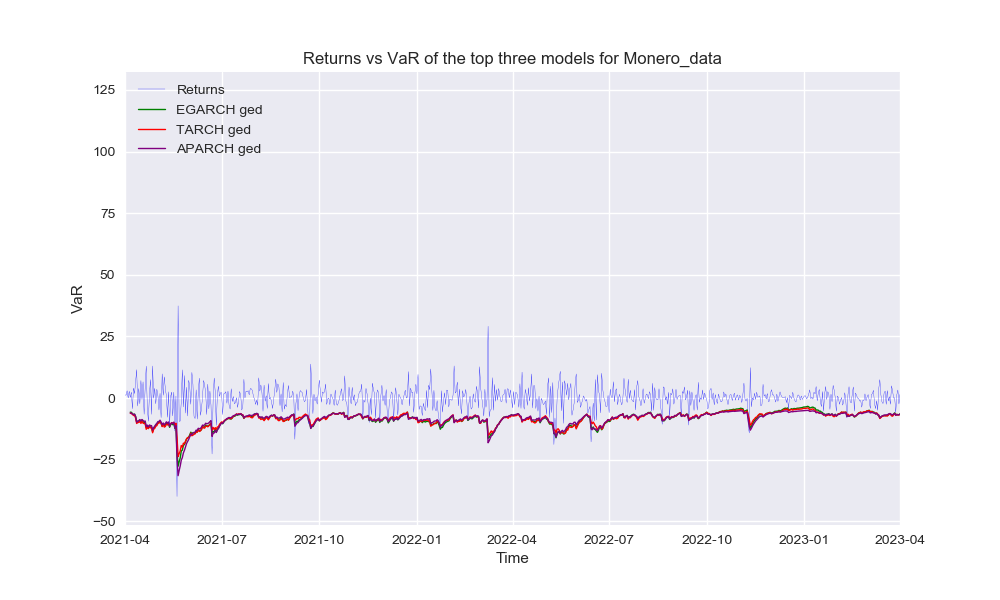 Returns vs VaR of the top three models for Monero_data
Returns
EGARCH ged
TARCH ged
APARCH ged
125
100
75
50
25
0
−25
−50
VaR
2021-04 2021-07 2021-10 2022-01 2022-04 2022-07 2022-10 2023-01 2023-04
Time